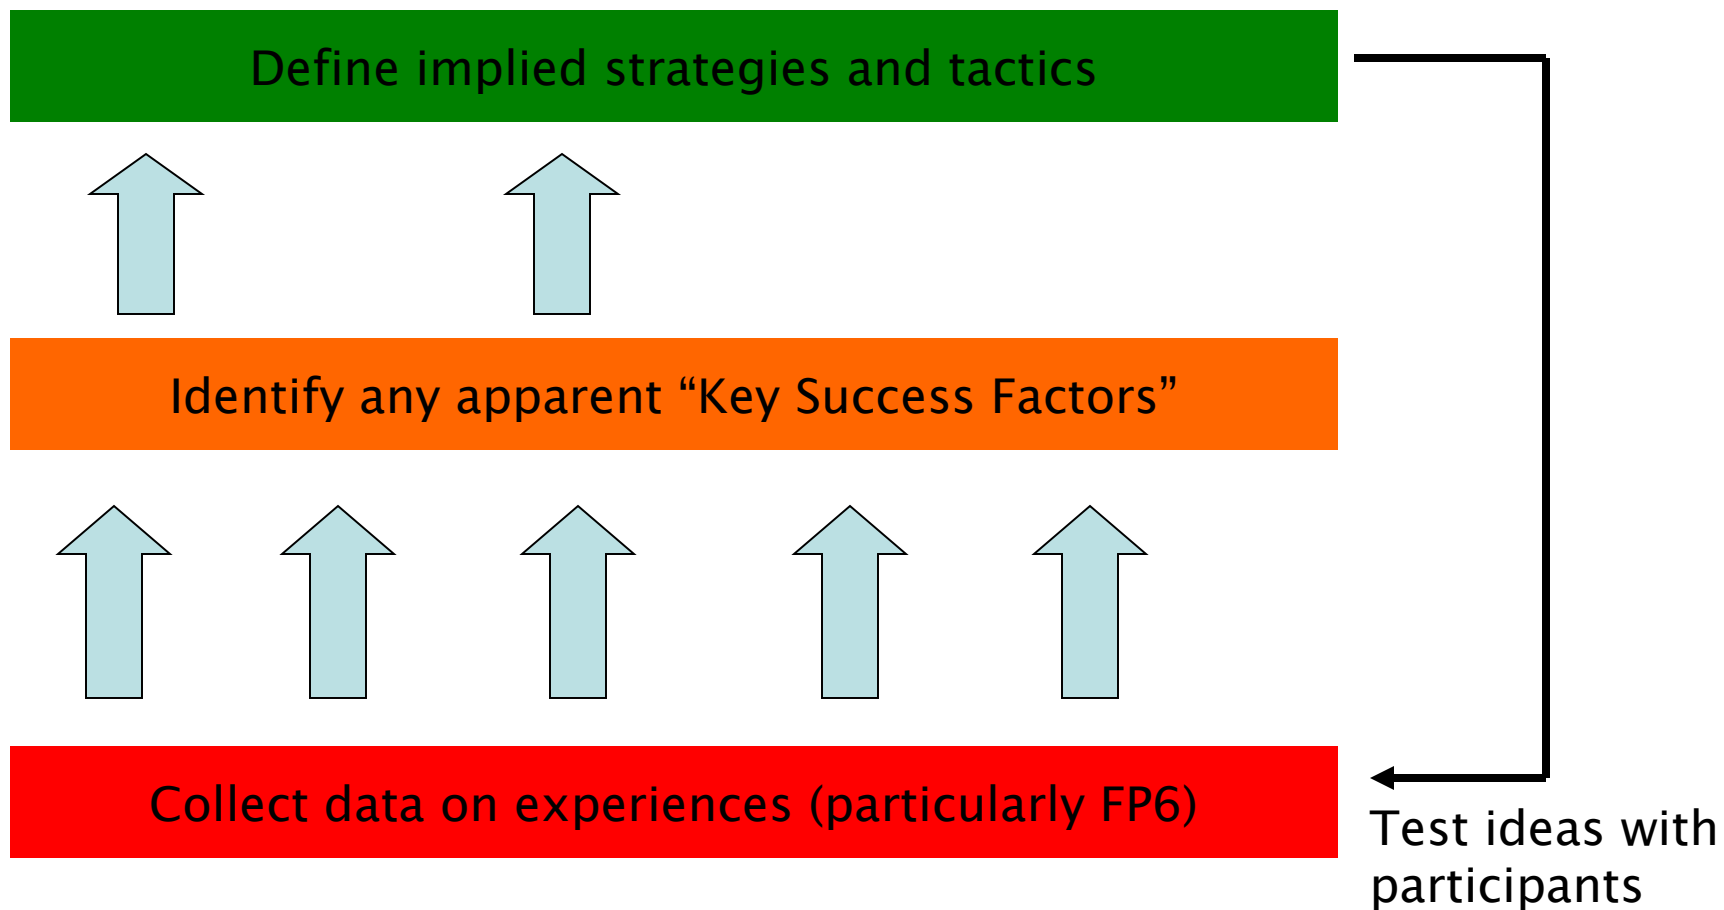 Define implied strategies and tactics
Identify any apparent “Key Success Factors”
Collect data on experiences (particularly FP6)
Test ideas with
participants